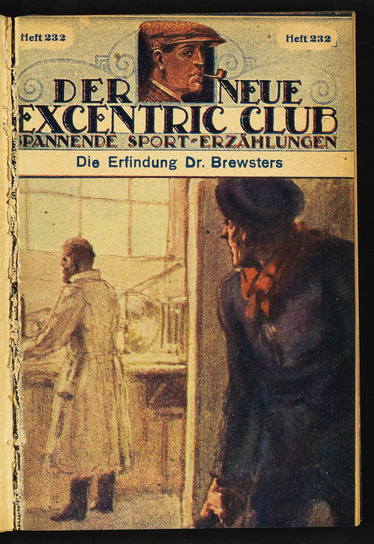 Heft 232
Heft 232
DER NEUE
EXCENTRIC CLUB
SPANNENDE SPORT-ERZÄHLUNGEN
Die Erfindung Dr. Brewsters